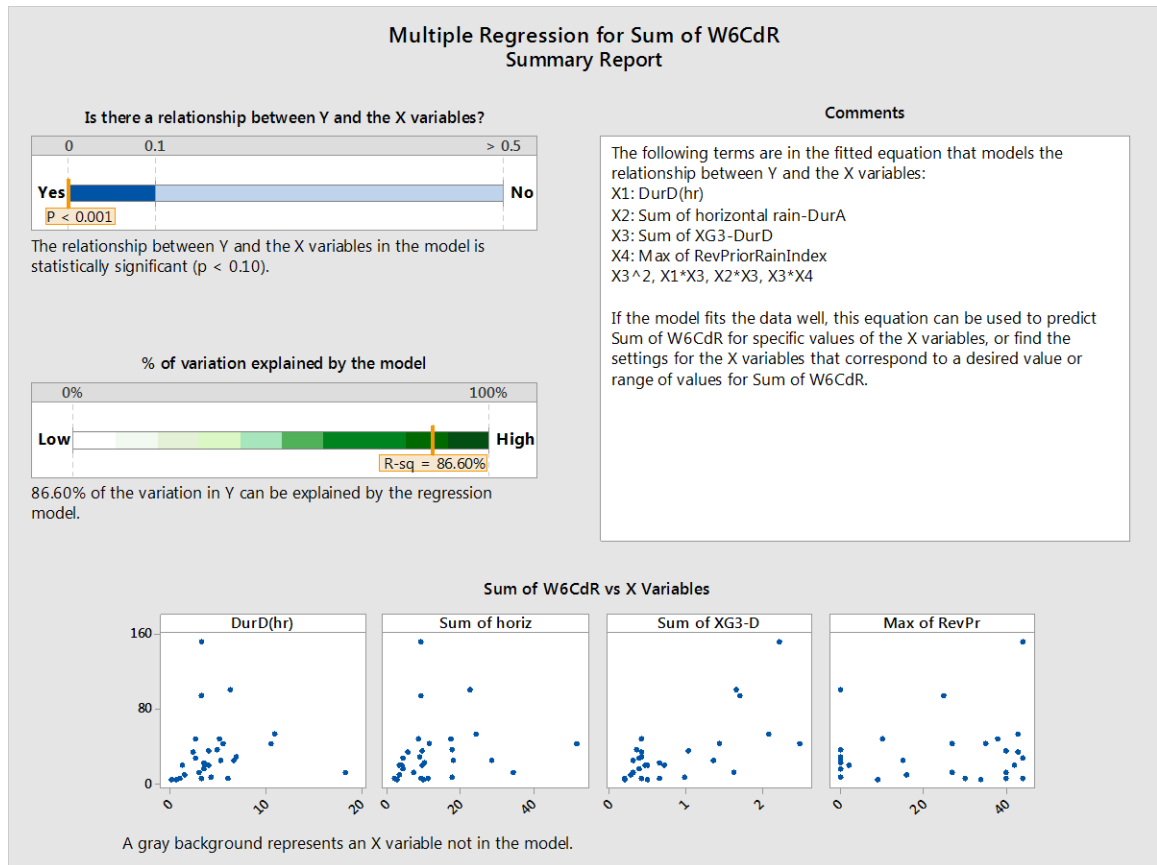 Multiple Regression for Sum of W6CdR
Summary Report
Is there a relationship between Y and the X variables?
0 0.1 > 0.5
Yes No
P < 0.001
The relationship between Y and the X variables in the model is
statistically significant (p < 0.10).
% of variation explained by the model
0% 100%
Low High
R-sq = 86.60%
86.60% of the variation in Y can be explained by the regression
model.
Comments
The following terms are in the fitted equation that models the
relationship between Y and the X variables:
X1: DurD(hr)
X2: Sum of horizontal rain-DurA
X3: Sum of XG3-DurD
X4: Max of RevPriorRainIndex
X3^2, X1*X3, X2*X3, X3*X4
If the model fits the data well, this equation can be used to predict
Sum of W6CdR for specific values of the X variables, or find the
settings for the X variables that correspond to a desired value or
range of values for Sum of W6CdR.
Sum of W6CdR vs X Variables
DurD(hr) Sum of horiz Sum of XG3-D Max of RevPr
160
80
0
0 10 20 0 20 40 0 1 2 0 20 40
A gray background represents an X variable not in the model.